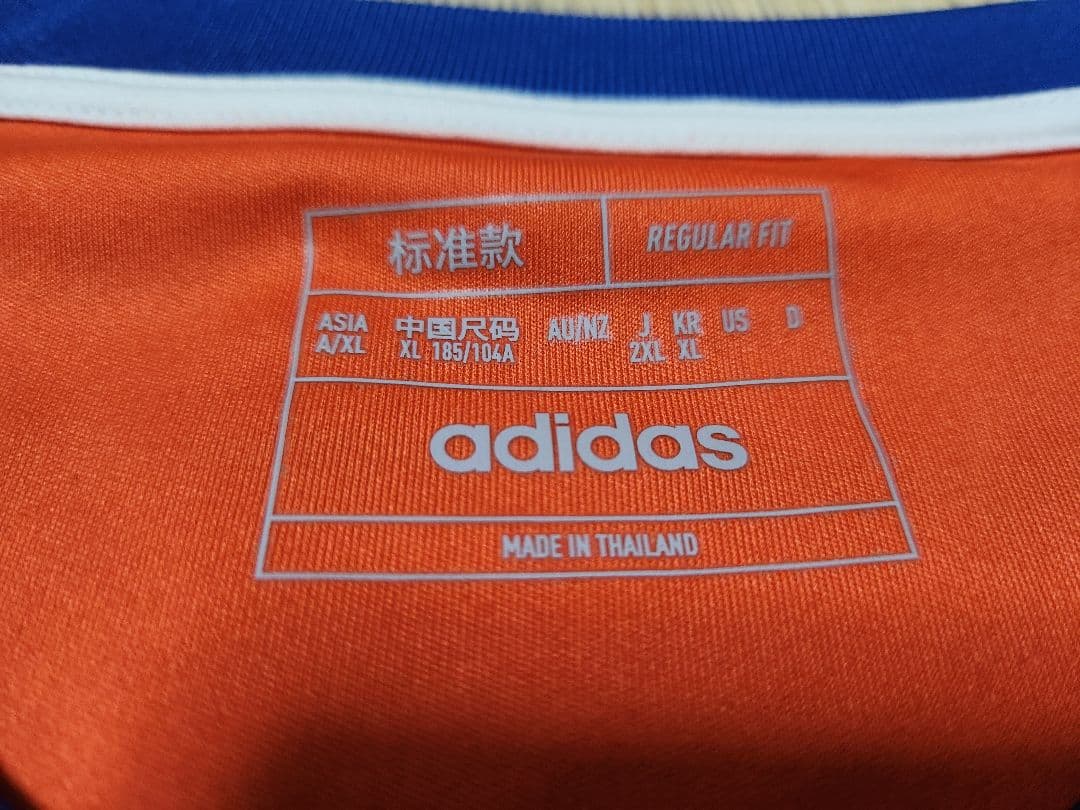 标准款 REGULAR FIT
ASIA 中国尺码 AU/NZ J KR US D
A/XL XL 185/104A 2XL XL
adidas
MADE IN THAILAND